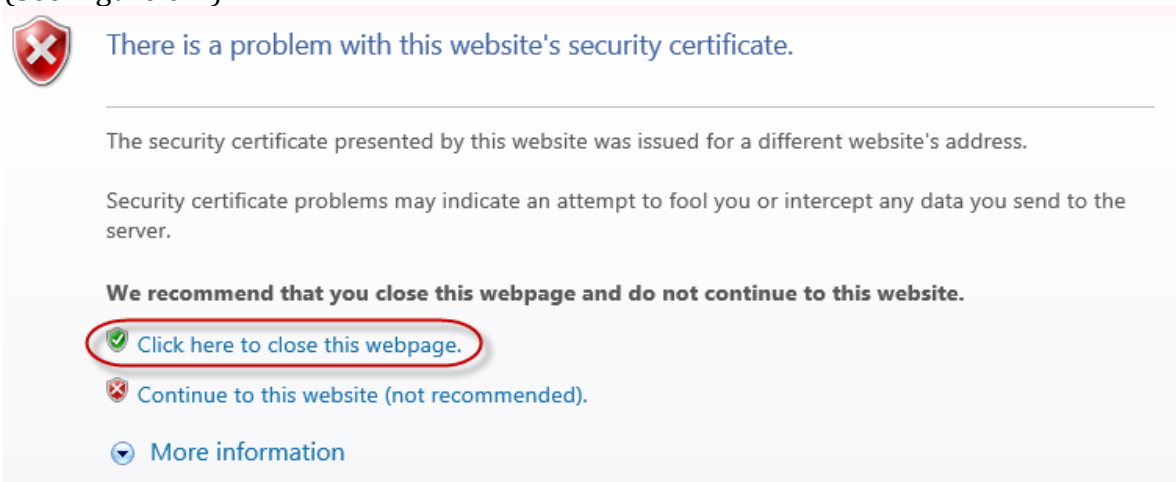 There is a problem with this website's security certificate.
The security certificate presented by this website was issued for a different website's address.
Security certificate problems may indicate an attempt to fool you or intercept any data you send to the
server.
We recommend that you close this webpage and do not continue to this website.
Click here to close this webpage.
Continue to this website (not recommended).
More information